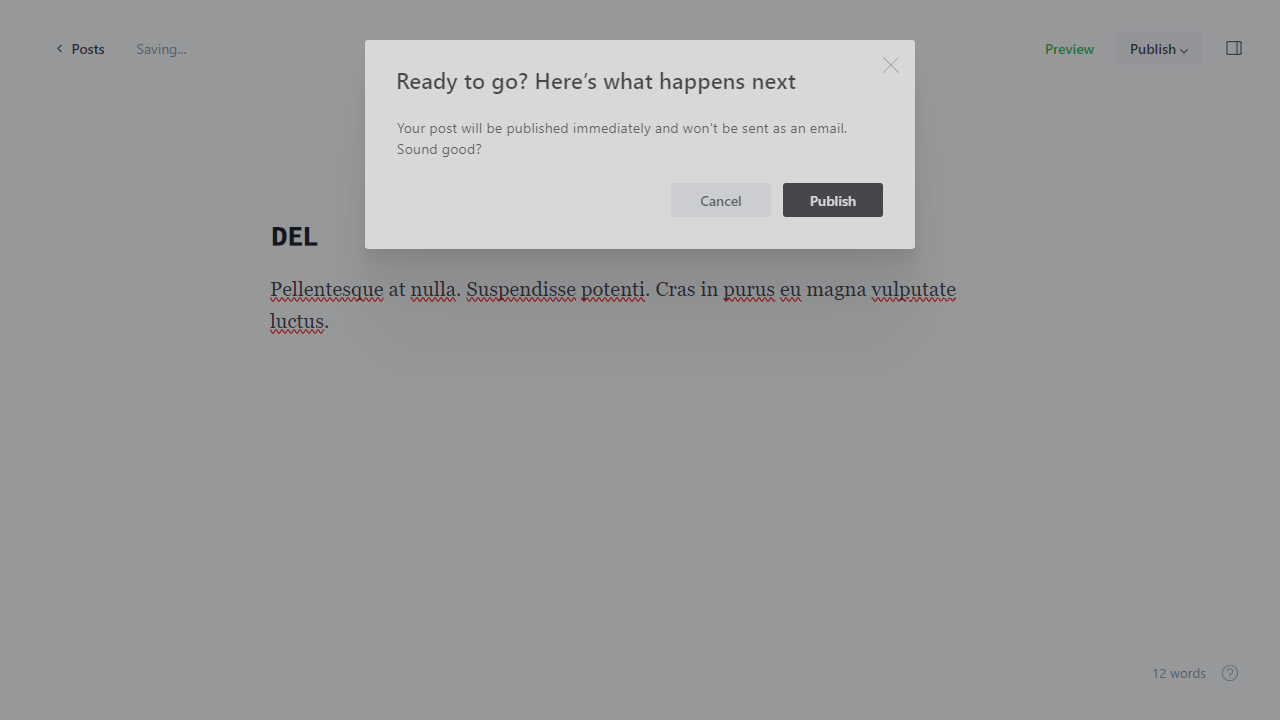 Posts
Saving...
Preview
Publish
Ready to go? Here’s what happens next
Your post will be published immediately and won't be sent as an email.
Sound good?
Cancel
Publish
DEL
Pellentesque at nulla. Suspendisse potenti. Cras in purus eu magna vulputate
luctus.
12 words
?